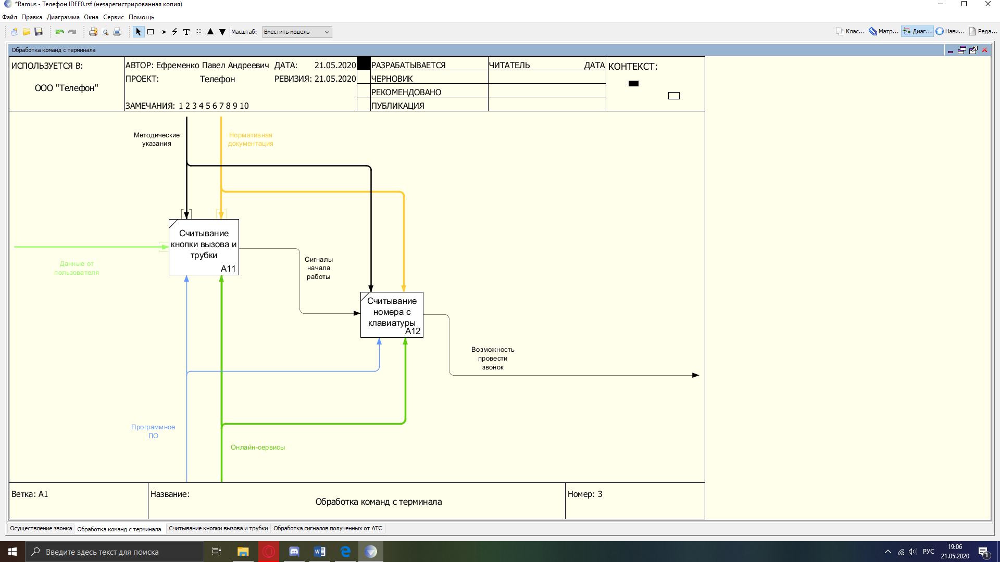 *Ramus - Телефон IDEF0.rsf (незарегистрированная копия)
Файл Правка Диаграмма Окна Сервис Помощь
Масштаб: Вместить модель Клас... Матр... Диаг... Нави... Реда...
Обработка команд с терминала
ИСПОЛЬЗУЕТСЯ В:
ООО "Телефон"
АВТОР: Ефременко Павел Андреевич ДАТА: 21.05.2020
ПРОЕКТ: Телефон РЕВИЗИЯ: 21.05.2020
ЗАМЕЧАНИЯ: 1 2 3 4 5 6 7 8 9 10
РАЗРАБАТЫВАЕТСЯ
ЧЕРНОВИК
РЕКОМЕНДОВАНО
ПУБЛИКАЦИЯ
ЧИТАТЕЛЬ ДАТА
КОНТЕКСТ:
Методические
указания
Нормативная
документация
Считывание
кнопки вызова и
трубки
A11
Данные от
пользователя
Сигналы
начала
работы
Считывание
номера с
клавиатуры
A12
Возможность
провести
звонок
Программное
ПО
Онлайн-сервисы
Ветка: A1
Название:
Обработка команд с терминала
Номер: 3
Осуществление звонка Обработка команд с терминала Считывание кнопки вызова и трубки Обработка сигналов полученных от АТС
Введите здесь текст для поиска
РУС
19:06
21.05.2020
1